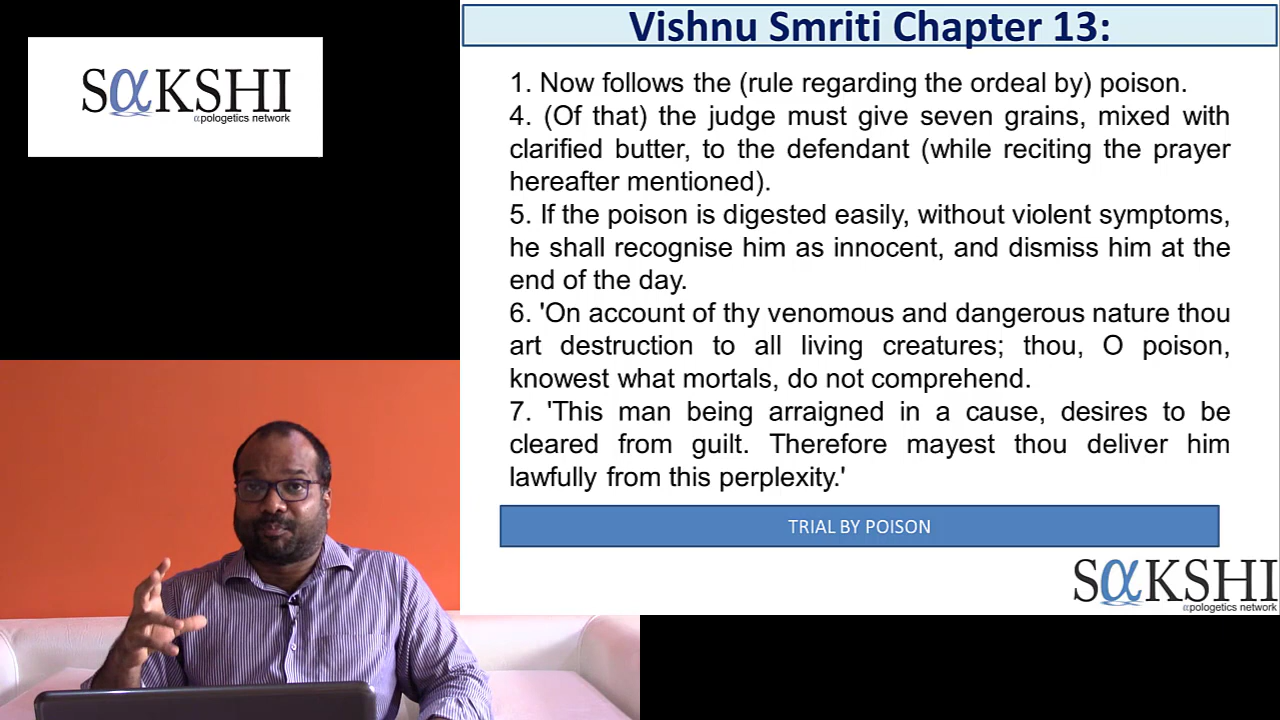 SαKSHI
αpologetics network
Vishnu Smriti Chapter 13:
1. Now follows the (rule regarding the ordeal by) poison.
4. (Of that) the judge must give seven grains, mixed with
clarified butter, to the defendant (while reciting the prayer
hereafter mentioned).
5. If the poison is digested easily, without violent symptoms,
he shall recognise him as innocent, and dismiss him at the
end of the day.
6. 'On account of thy venomous and dangerous nature thou
art destruction to all living creatures; thou, O poison,
knowest what mortals, do not comprehend.
7. 'This man being arraigned in a cause, desires to be
cleared from guilt. Therefore mayest thou deliver him
lawfully from this perplexity.'
TRIAL BY POISON
SαKSHI
αpologetics network